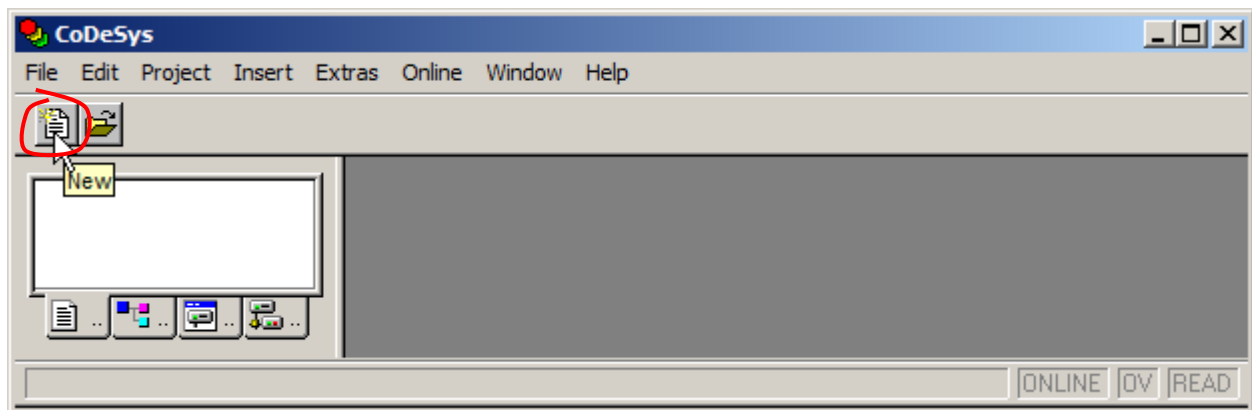 CoDeSys
File Edit Project Insert Extras Online Window Help
New
.. .. .. ..
ONLINE OV READ